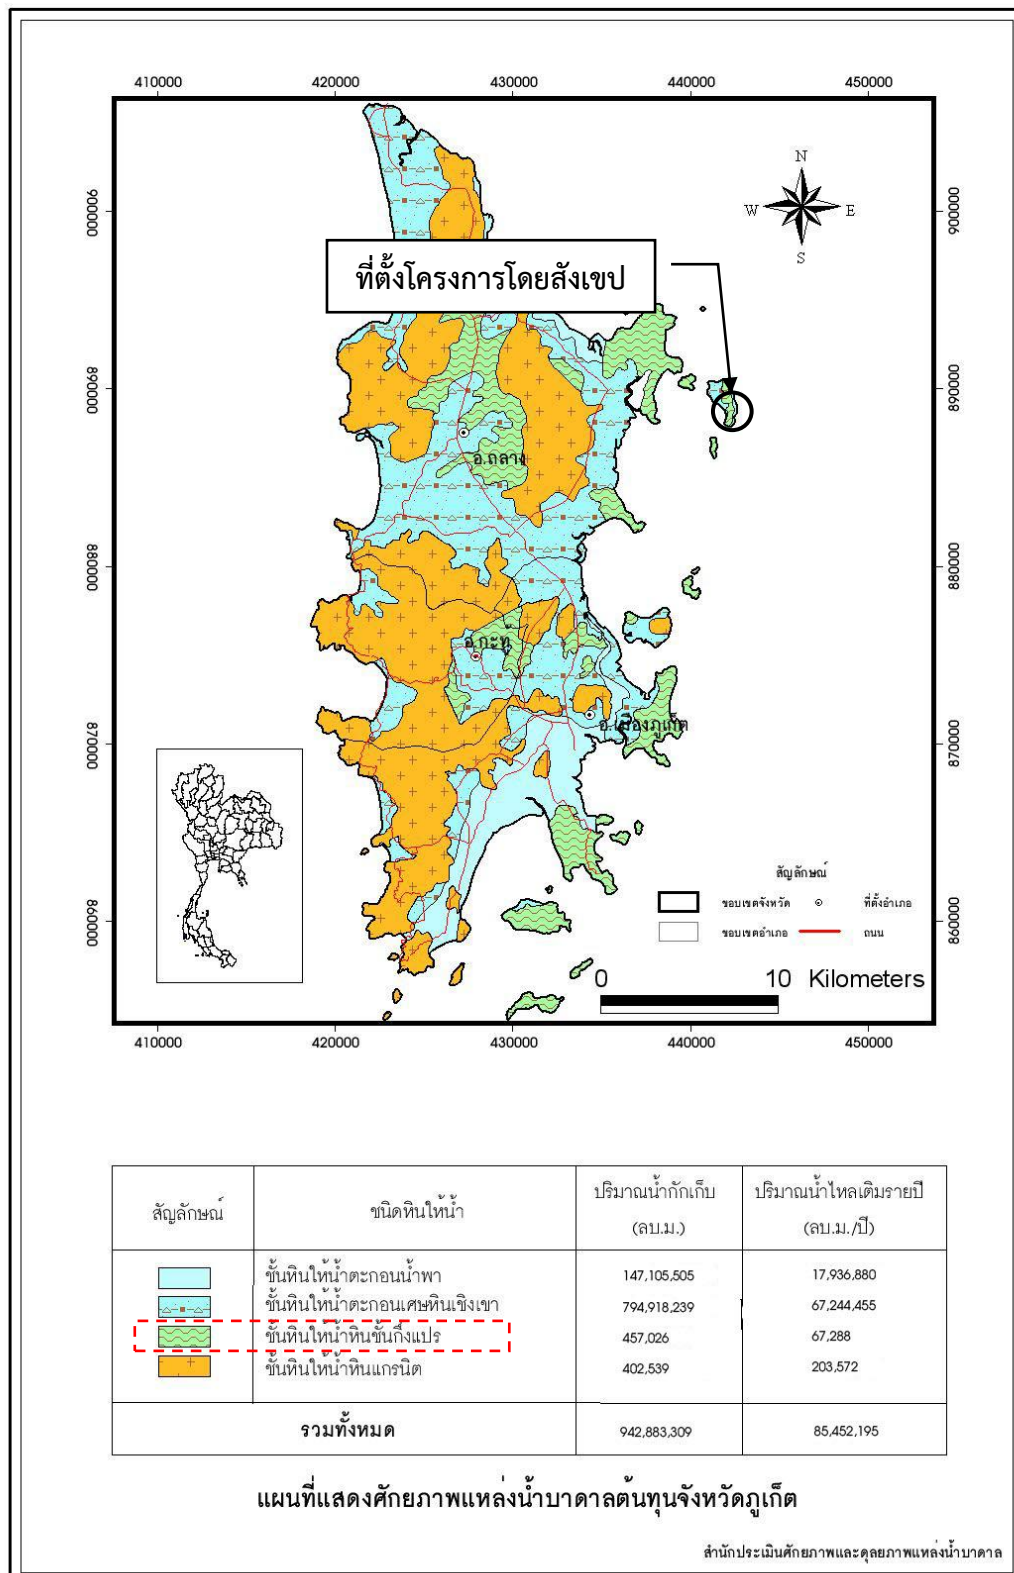 410000 420000 430000 440000 450000
N
W E
S
900000 900000
ที่ตั้งโครงการโดยสังเขป
890000 890000
อ.ถลาง
880000 880000
อ.กะทู้
อ.เมืองภูเก็ต
870000 870000
สัญลักษณ์
ขอบเขตจังหวัด ที่ตั้งอำเภอ
ขอบเขตอำเภอ ถนน
860000 860000
0 10 Kilometers
410000 420000 430000 440000 450000
สัญลักษณ์ ชนิดหินให้น้ำ ปริมาณน้ำกักเก็บ ปริมาณน้ำไหลเติมรายปี
(ลบ.ม.) (ลบ.ม./ปี)
ชั้นหินให้น้ำตะกอนน้ำพา 147,105,505 17,936,880
ชั้นหินให้น้ำตะกอนเศษหินเชิงเขา 794,918,239 67,244,455
ชั้นหินให้น้ำหินชั้นกึ่งแปร 457,026 67,288
ชั้นหินให้น้ำหินแกรนิต 402,539 203,572
รวมทั้งหมด 942,883,309 85,452,195
แผนที่แสดงศักยภาพแหล่งน้ำบาดาลต้นทุนจังหวัดภูเก็ต
สำนักประเมินศักยภาพและดุลยภาพแหล่งน้ำบาดาล